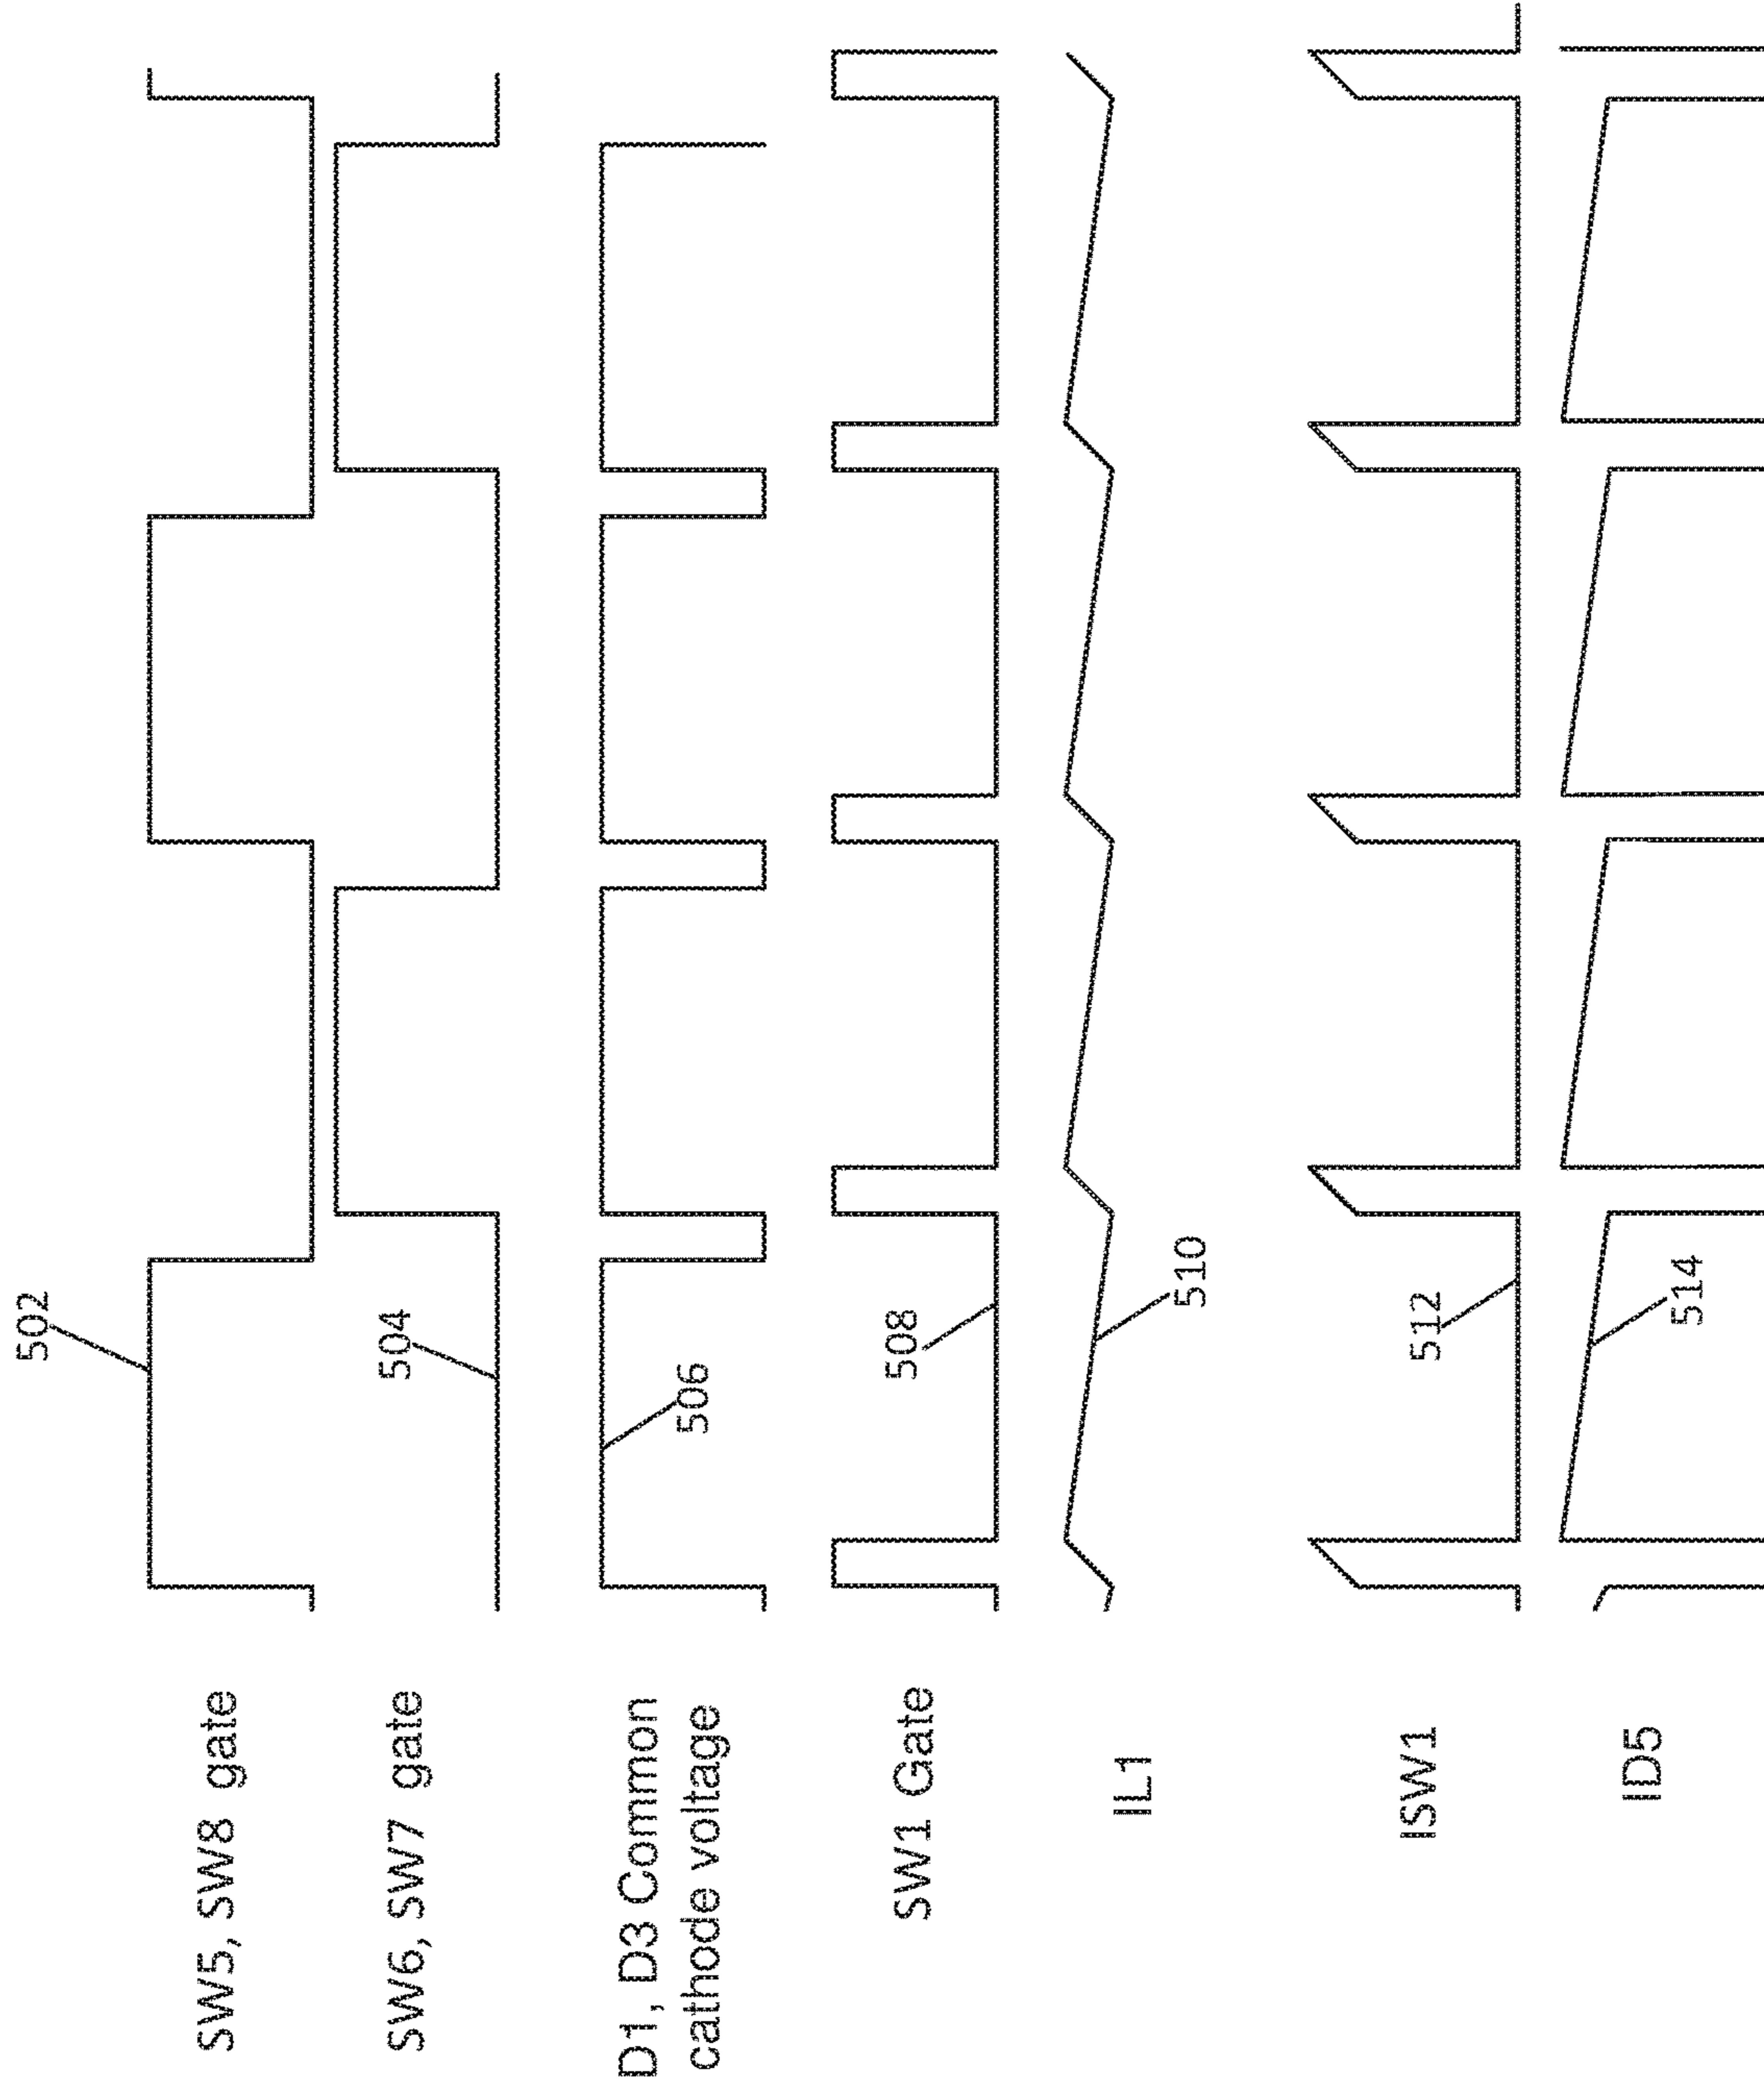 502
SW5, SW8 gate
504
SW6, SW7 gate
506
D1, D3 Common
cathode voltage
508
SW1 Gate
510
IL1
512
ISW1
514
ID5